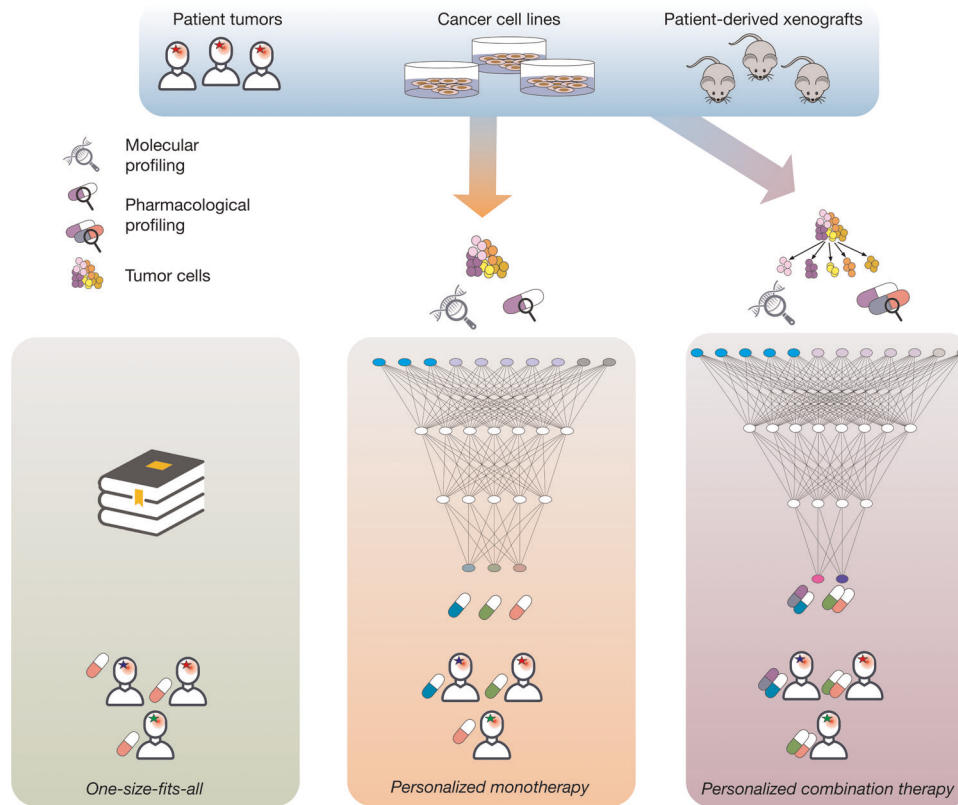 Patient tumors
Cancer cell lines
Patient-derived xenografts
Molecular
profiling
Pharmacological
profiling
Tumor cells
One-size-fits-all
Personalized monotherapy
Personalized combination therapy